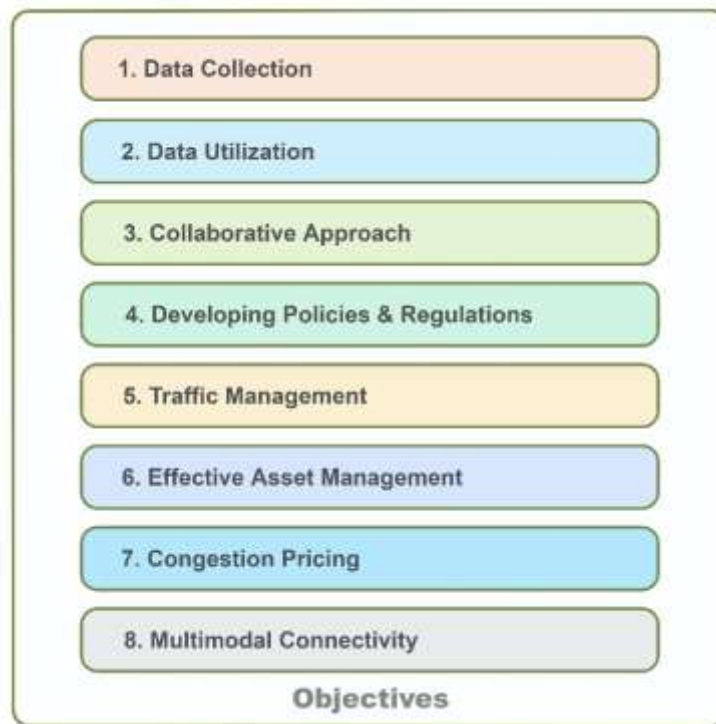 1. Data Collection
2. Data Utilization
3. Collaborative Approach
4. Developing Policies & Regulations
5. Traffic Management
6. Effective Asset Management
7. Congestion Pricing
8. Multimodal Connectivity
Objectives